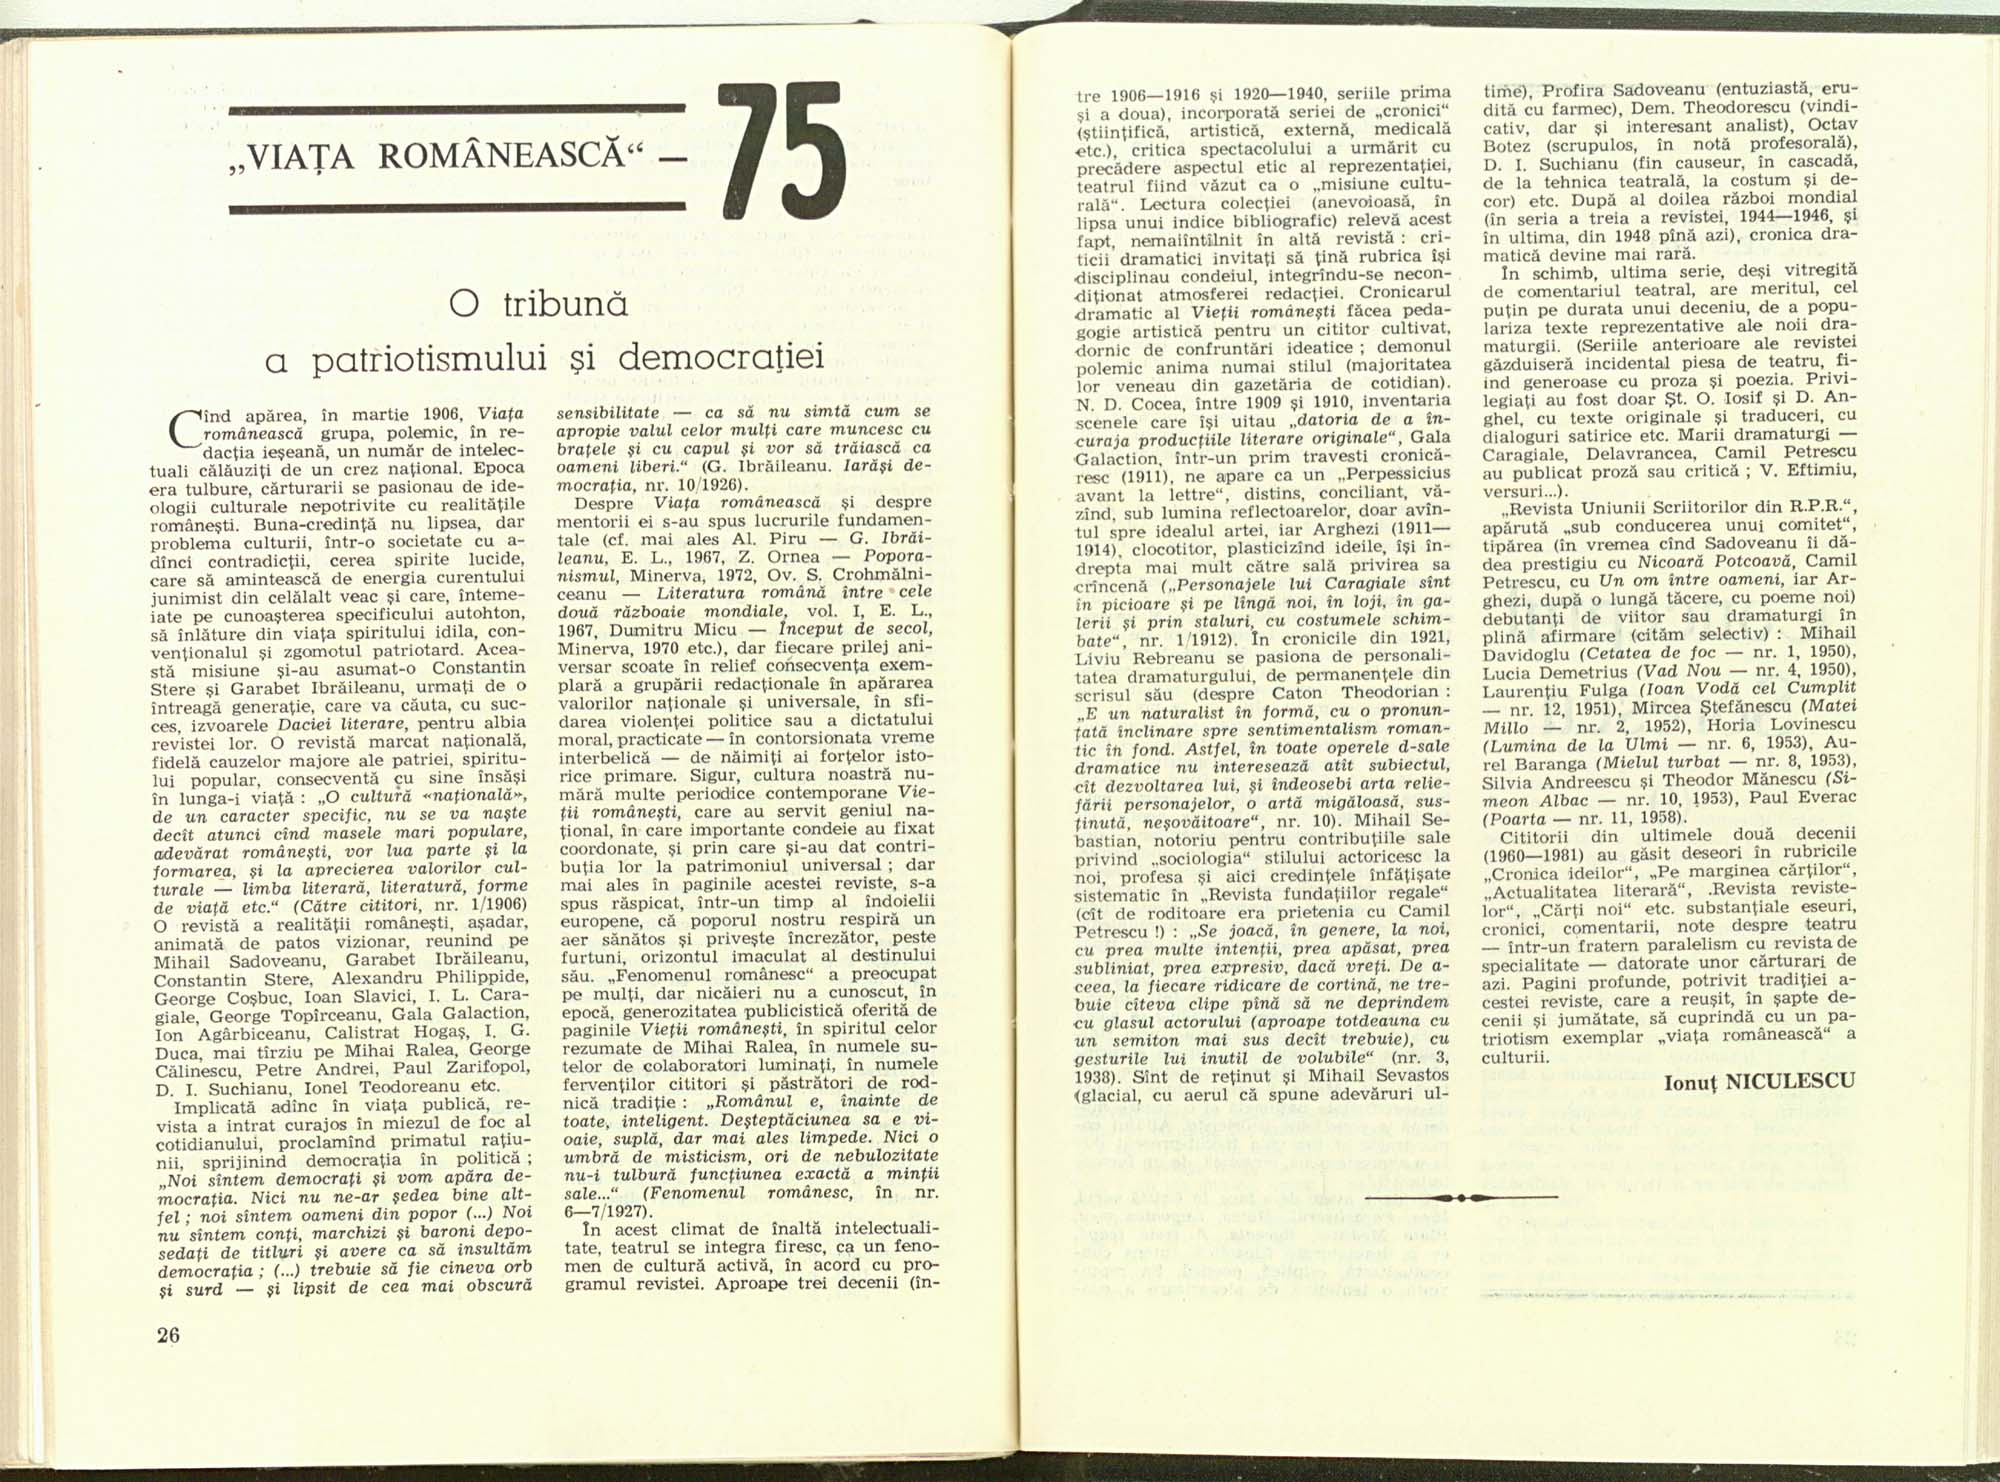 „VIAȚA ROMÂNEASCĂ“ — 75
O tribună
a patriotismului și democrației
Cînd apărea, în martie 1906, Viața
românească grupa, polemic, în re-
dacția ieșeană, un număr de intelec-
tuali călăuziți de un crez național. Epoca
era tulbure, cărturarii se pasionau de ide-
ologii culturale nepotrivite cu realitățile
românești. Buna-credință nu lipsea, dar
problema culturii, într-o societate cu a-
dînci contradicții, cerea spirite lucide,
care să amintească de energia curentului
junimist din celălalt veac și care, înteme-
iate pe cunoașterea specificului autohton,
să înlăture din viața spiritului idila, con-
venționalul și zgomotul patriotard. Acea-
stă misiune și-au asumat-o Constantin
Stere și Garabet Ibrăileanu, urmați de o
întreagă generație, care va căuta, cu suc-
ces, izvoarele Daciei literare, pentru albia
revistei lor. O revistă marcat națională,
fidelă cauzelor majore ale patriei, spiritu-
lui popular, consecventă cu sine însăși
în lunga-i viață : „O cultură «națională»,
de un caracter specific, nu se va naște
decît atunci cînd masele mari populare,
adevărat românești, vor lua parte și la
formarea, și la aprecierea valorilor cul-
turale — limba literară, literatură, forme
de viață etc.“ (Către cititori, nr. 1/1906)
O revistă a realității românești, așadar,
animată de patos vizionar, reunind pe
Mihail Sadoveanu, Garabet Ibrăileanu,
Constantin Stere, Alexandru Philippide,
George Coșbuc, Ioan Slavici, I. L. Cara-
giale, George Topîrceanu, Gala Galaction,
Ion Agârbiceanu, Calistrat Hogaș, I. G.
Duca, mai tîrziu pe Mihai Ralea, George
Călinescu, Petre Andrei, Paul Zarifopol,
D. I. Suchianu, Ionel Teodoreanu etc.
Implicată adînc în viața publică, re-
vista a intrat curajos în miezul de foc al
cotidianului, proclamînd primatul rațiu-
nii, sprijinind democrația în politică ;
„Noi sîntem democrați și vom apăra de-
mocrația. Nici nu ne-ar ședea bine alt-
fel ; noi sîntem oameni din popor (...) Noi
nu sîntem conți, marchizi și baroni depo-
sedați de titluri și avere ca să insultăm
democrația ; (...) trebuie să fie cineva orb
și surd — și lipsit de cea mai obscură
sensibilitate — ca să nu simtă cum se
apropie valul celor mulți care muncesc cu
brațele și cu capul și vor să trăiască ca
oameni liberi.“ (G. Ibrăileanu. Iarăși de-
mocrația, nr. 10/1926).
Despre Viața românească și despre
mentorii ei s-au spus lucrurile fundamen-
tale (cf. mai ales Al. Piru — G. Ibrăi-
leanu, E. L., 1967, Z. Ornea — Popora-
nismul, Minerva, 1972, Ov. S. Crohmălni-
ceanu — Literatura română între cele
două războaie mondiale, vol. I, E. L.,
1967, Dumitru Micu — Început de secol,
Minerva, 1970 etc.), dar fiecare prilej ani-
versar scoate în relief consecvența exem-
plară a grupării redacționale în apărarea
valorilor naționale și universale, în sfi-
darea violenței politice sau a dictatului
moral, practicate — în contorsionata vreme
interbelică — de năimiți ai forțelor isto-
rice primare. Sigur, cultura noastră nu-
mără multe periodice contemporane Vie-
ții românești, care au servit geniul na-
țional, în care importante condeie au fixat
coordonate, și prin care și-au dat contri-
buția lor la patrimoniul universal ; dar
mai ales în paginile acestei reviste, s-a
spus răspicat, într-un timp al îndoielii
europene, că poporul nostru respiră un
aer sănătos și privește încrezător, peste
furtuni, orizontul imaculat al destinului
său. „Fenomenul românesc“ a preocupat
pe mulți, dar nicăieri nu a cunoscut, în
epocă, generozitatea publicistică oferită de
paginile Vieții românești, în spiritul celor
rezumate de Mihai Ralea, în numele su-
telor de colaboratori luminați, în numele
fervenților cititori și păstrători de rod-
nică tradiție : „Românul e, înainte de
toate, inteligent. Deșteptăciunea sa e vi-
oaie, suplă, dar mai ales limpede. Nici o
umbră de misticism, ori de nebulozitate
nu-i tulbură funcțiunea exactă a minții
sale...“ (Fenomenul românesc, în nr.
6—7/1927).
În acest climat de înaltă intelectuali-
tate, teatrul se integra firesc, ca un feno-
men de cultură activă, în acord cu pro-
gramul revistei. Aproape trei decenii (în-
26
tre 1906—1916 și 1920—1940, seriile prima
și a doua), incorporată seriei de „cronici“
(științifică, artistică, externă, medicală
etc.), critica spectacolului a urmărit cu
precădere aspectul etic al reprezentației,
teatrul fiind văzut ca o „misiune cultu-
rală“. Lectura colecției (anevoioasă, în
lipsa unui indice bibliografic) relevă acest
fapt, nemaiîntîlnit în altă revistă : cri-
ticii dramatici invitați să țină rubrica își
disciplinau condeiul, integrîndu-se necon-
diționat atmosferei redacției. Cronicarul
dramatic al Vieții românești făcea peda-
gogie artistică pentru un cititor cultivat,
dornic de confruntări ideatice ; demonul
polemic anima numai stilul (majoritatea
lor veneau din gazetăria de cotidian).
N. D. Cocea, între 1909 și 1910, inventaria
scenele care își uitau „datoria de a în-
curaja producțiile literare originale“, Gala
Galaction, într-un prim travesti cronică-
resc (1911), ne apare ca un „Perpessicius
avant la lettre“, distins, conciliant, vă-
zînd, sub lumina reflectoarelor, doar avîn-
tul spre idealul artei, iar Arghezi (1911—
1914), clocotitor, plasticizînd ideile, își în-
drepta mai mult către sală privirea sa
crîncenă („Personajele lui Caragiale sînt
în picioare și pe lîngă noi, în loji, în ga-
lerii și prin staluri, cu costumele schim-
bate“, nr. 1/1912). În cronicile din 1921,
Liviu Rebreanu se pasiona de personali-
tatea dramaturgului, de permanențele din
scrisul său (despre Caton Theodorian :
„E un naturalist în formă, cu o pronun-
țată înclinare spre sentimentalism roman-
tic în fond. Astfel, în toate operele d-sale
dramatice nu interesează atît subiectul,
cît dezvoltarea lui, și îndeosebi arta relie-
fării personajelor, o artă migăloasă, sus-
ținută, neșovăitoare“, nr. 10). Mihail Se-
bastian, notoriu pentru contribuțiile sale
privind „sociologia“ stilului actoricesc la
noi, profesa și aici credințele înfățișate
sistematic în „Revista fundațiilor regale“
(cît de roditoare era prietenia cu Camil
Petrescu !) : „Se joacă, în genere, la noi,
cu prea multe intenții, prea apăsat, prea
subliniat, prea expresiv, dacă vreți. De a-
ceea, la fiecare ridicare de cortină, ne tre-
buie cîteva clipe pînă să ne deprindem
cu glasul actorului (aproape totdeauna cu
un semiton mai sus decît trebuie), cu
gesturile lui inutil de volubile“ (nr. 3,
1938). Sînt de reținut și Mihail Sevastos
(glacial, cu aerul că spune adevăruri ul-
time), Profira Sadoveanu (entuziastă, eru-
dită cu farmec), Dem. Theodorescu (vindi-
cativ, dar și interesant analist), Octav
Botez (scrupulos, în notă profesorală),
D. I. Suchianu (fin causeur, în cascadă,
de la tehnica teatrală, la costum și de-
cor) etc. După al doilea război mondial
(în seria a treia a revistei, 1944—1946, și
în ultima, din 1948 pînă azi), cronica dra-
matică devine mai rară.
În schimb, ultima serie, deși vitregită
de comentariul teatral, are meritul, cel
puțin pe durata unui deceniu, de a popu-
lariza texte reprezentative ale noii dra-
maturgii. (Seriile anterioare ale revistei
găzduiseră incidental piesa de teatru, fi-
ind generoase cu proza și poezia. Privi-
legiați au fost doar Șt. O. Iosif și D. An-
ghel, cu texte originale și traduceri, cu
dialoguri satirice etc. Marii dramaturgi —
Caragiale, Delavrancea, Camil Petrescu
au publicat proză sau critică ; V. Eftimiu,
versuri...).
„Revista Uniunii Scriitorilor din R.P.R.“,
apărută „sub conducerea unui comitet“,
tipărea (în vremea cînd Sadoveanu îi dă-
dea prestigiu cu Nicoară Potcoavă, Camil
Petrescu, cu Un om între oameni, iar Ar-
ghezi, după o lungă tăcere, cu poeme noi)
debutanți de viitor sau dramaturgi în
plină afirmare (cităm selectiv) : Mihail
Davidoglu (Cetatea de foc — nr. 1, 1950),
Lucia Demetrius (Vad Nou — nr. 4, 1950),
Laurențiu Fulga (Ioan Vodă cel Cumplit
— nr. 12, 1951), Mircea Ștefănescu (Matei
Millo — nr. 2, 1952), Horia Lovinescu
(Lumina de la Ulmi — nr. 6, 1953), Au-
rel Baranga (Mielul turbat — nr. 8, 1953),
Silvia Andreescu și Theodor Mănescu (Si-
meon Albac — nr. 10, 1953), Paul Everac
(Poarta — nr. 11, 1958).
Cititorii din ultimele două decenii
(1960—1981) au găsit deseori în rubricile
„Cronica ideilor“, „Pe marginea cărților“,
„Actualitatea literară“, .Revista reviste-
lor“, „Cărți noi“ etc. substanțiale eseuri,
cronici, comentarii, note despre teatru
— într-un fratern paralelism cu revista de
specialitate — datorate unor cărturari de
azi. Pagini profunde, potrivit tradiției a-
cestei reviste, care a reușit, în șapte de-
cenii și jumătate, să cuprindă cu un pa-
triotism exemplar „viața românească“ a
culturii.
Ionuț NICULESCU